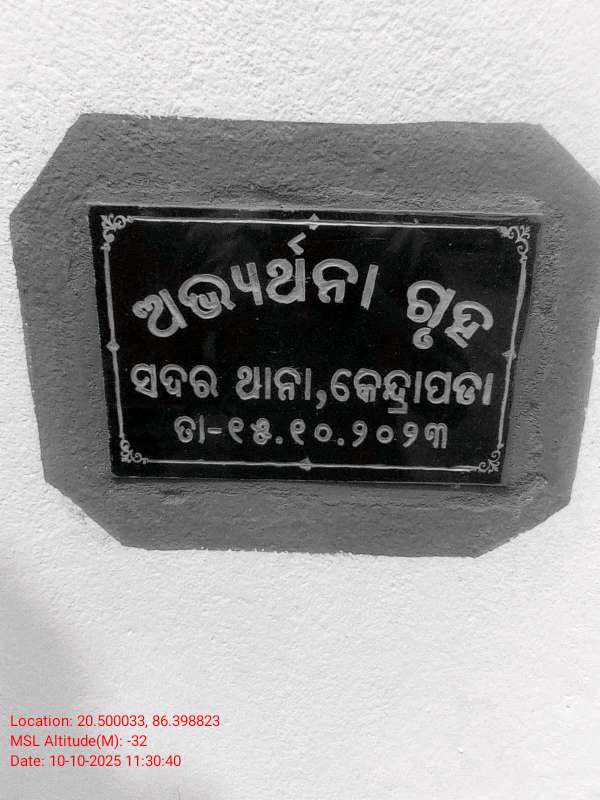 ଅଭ୍ୟର୍ଥନା ଗୃହ
ସଦର ଥାନା,କେନ୍ଦ୍ରାପଡା
ତା-୧୫.୧୦.୨୦୨୩
Location: 20.500033, 86.398823
MSL Altitude(M): -32
Date: 10-10-2025 11:30:40